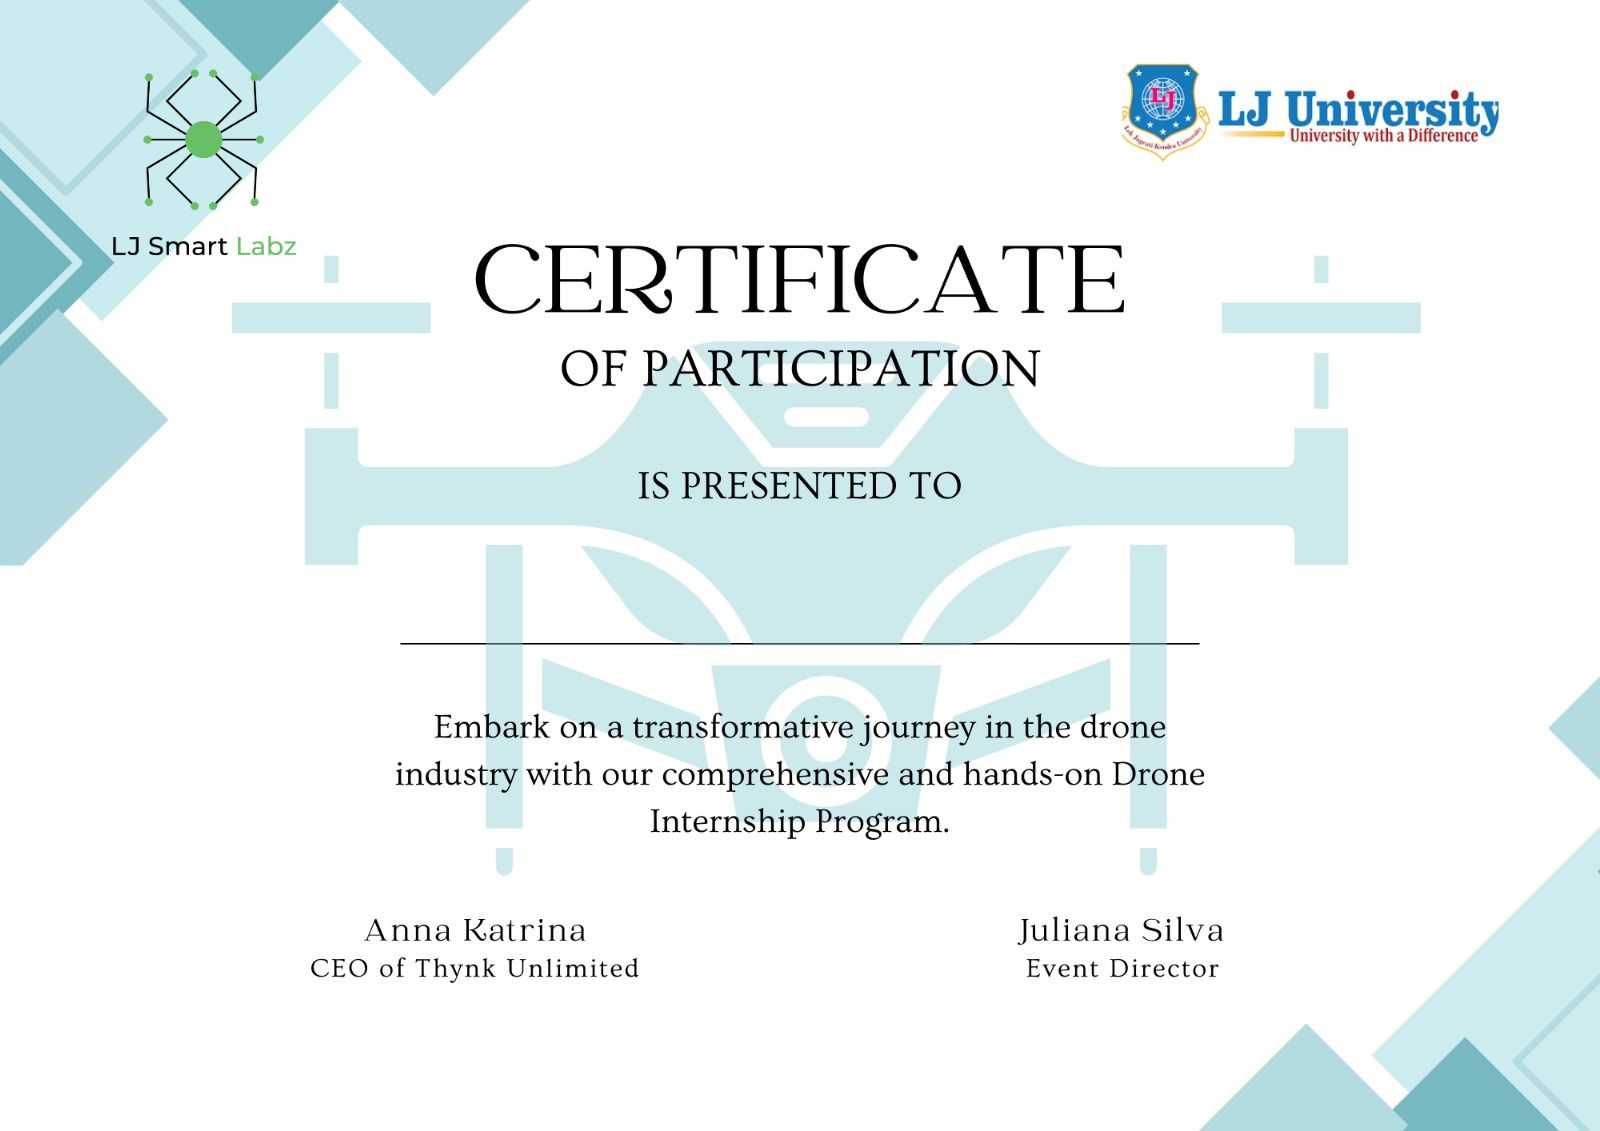 LJ Smart Labz
LJ
Lok Jagruti Kendra University
LJ University
University with a Difference
CERTIFICATE
OF PARTICIPATION
IS PRESENTED TO
Embark on a transformative journey in the drone
industry with our comprehensive and hands-on Drone
Internship Program.
Anna Katrina
CEO of Thynk Unlimited
Juliana Silva
Event Director